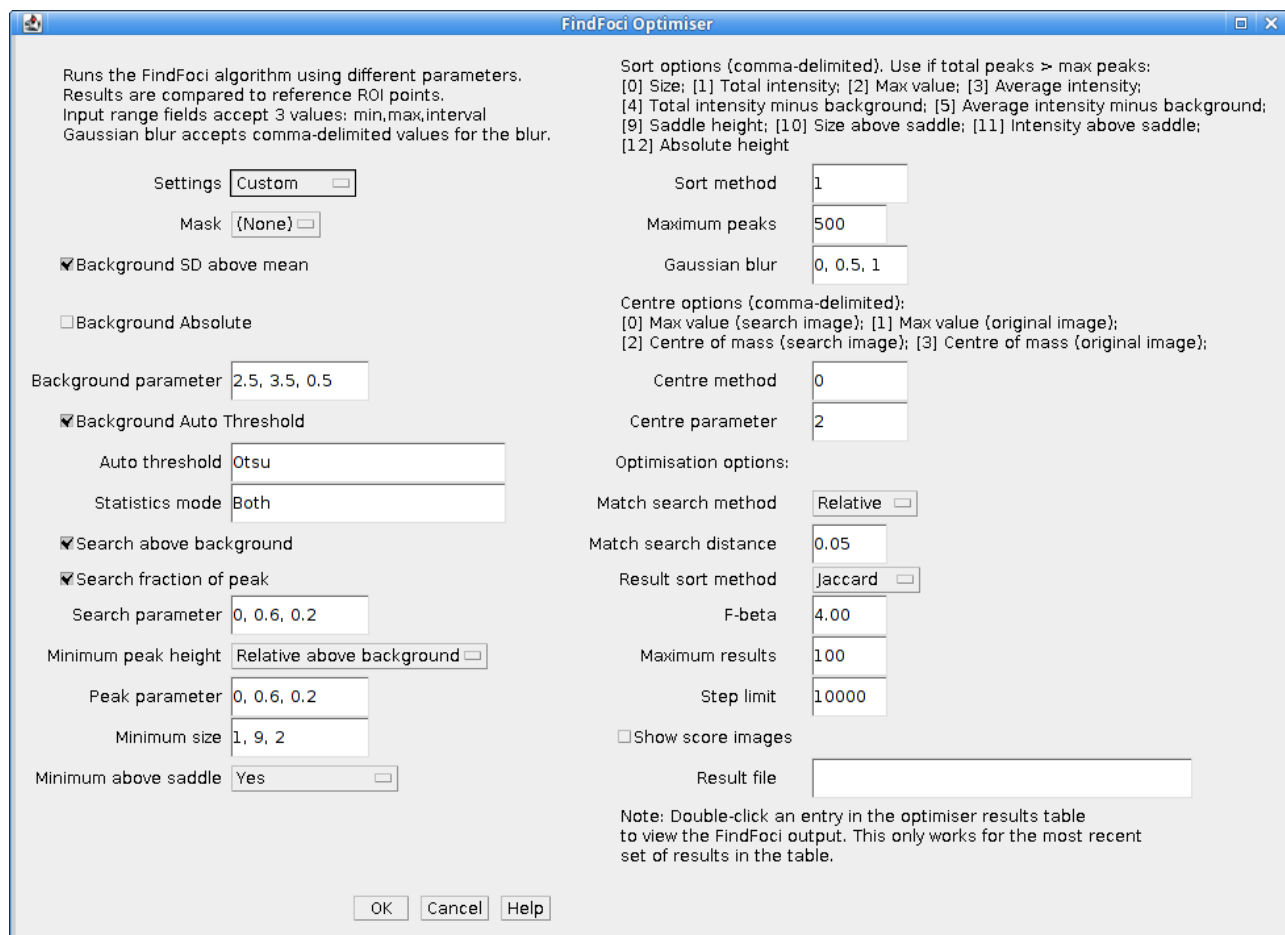 FindFoci Optimiser
Runs the FindFoci algorithm using different parameters.
Results are compared to reference ROI points.
Input range fields accept 3 values: min,max,interval
Gaussian blur accepts comma-delimited values for the blur.
Settings Custom
Mask (None)
Background SD above mean
Background Absolute
Background parameter 2.5, 3.5, 0.5
Background Auto Threshold
Auto threshold Otsu
Statistics mode Both
Search above background
Search fraction of peak
Search parameter 0, 0.6, 0.2
Minimum peak height Relative above background
Peak parameter 0, 0.6, 0.2
Minimum size 1, 9, 2
Minimum above saddle Yes
Sort options (comma-delimited). Use if total peaks > max peaks:
[0] Size; [1] Total intensity; [2] Max value; [3] Average intensity;
[4] Total intensity minus background; [5] Average intensity minus background;
[9] Saddle height; [10] Size above saddle; [11] Intensity above saddle;
[12] Absolute height
Sort method 1
Maximum peaks 500
Gaussian blur 0, 0.5, 1
Centre options (comma-delimited):
[0] Max value (search image); [1] Max value (original image);
[2] Centre of mass (search image); [3] Centre of mass (original image);
Centre method 0
Centre parameter 2
Optimisation options:
Match search method Relative
Match search distance 0.05
Result sort method Jaccard
F-beta 4.00
Maximum results 100
Step limit 10000
Show score images
Result file
Note: Double-click an entry in the optimiser results table
to view the FindFoci output. This only works for the most recent
set of results in the table.
OK Cancel Help